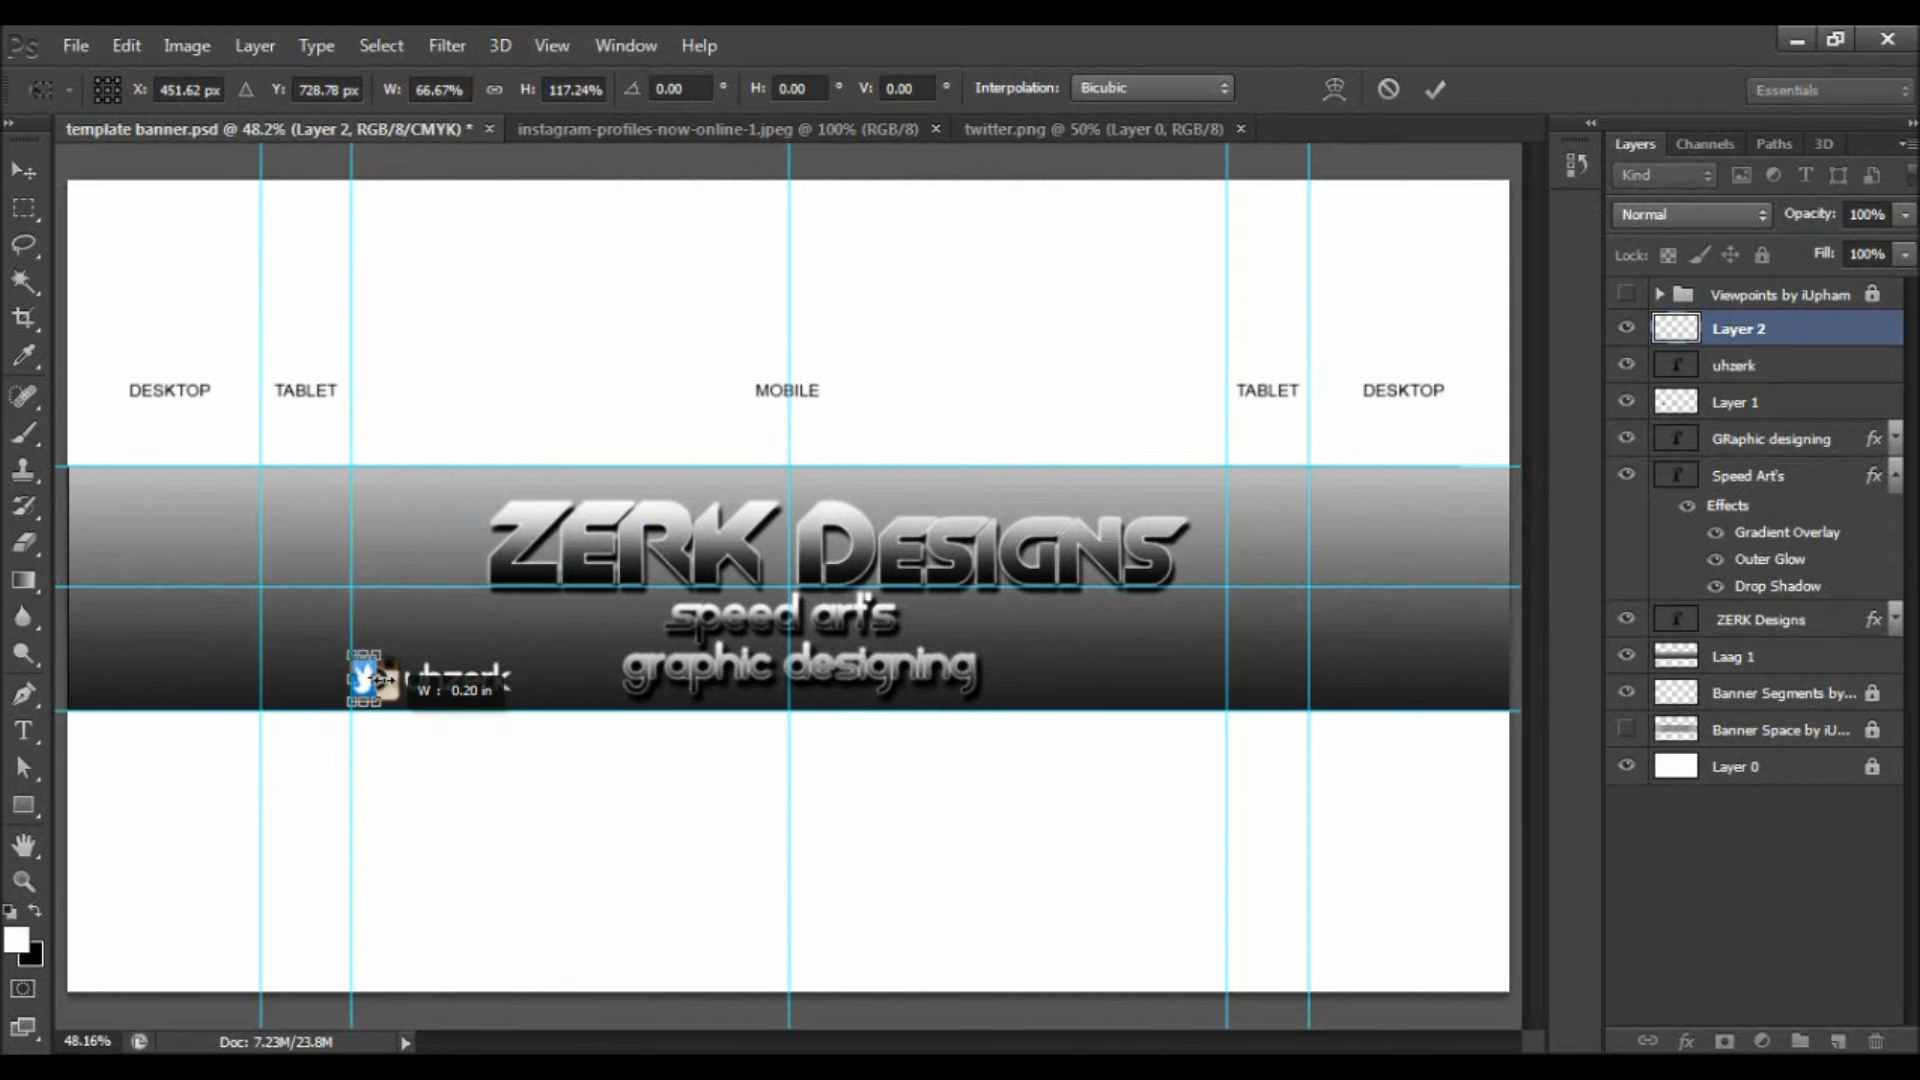 Ps File Edit Image Layer Type Select Filter 3D View Window Help
X: 451.62 px Y: 728.78 px W: 66.67% H: 117.24% 0.00 ° H: 0.00 ° V: 0.00 ° Interpolation: Bicubic Essentials
template banner.psd @ 48.2% (Layer 2, RGB/8/CMYK) * × instagram-profiles-now-online-1.jpeg @ 100% (RGB/8) × twitter.png @ 50% (Layer 0, RGB/8) ×
Layers Channels Paths 3D
Kind
Normal Opacity: 100%
Lock: Fill: 100%
Viewpoints by iUpham
Layer 2
uhzerk
Layer 1
GRaphic designing fx
Speed Art's fx
Effects
Gradient Overlay
Outer Glow
Drop Shadow
ZERK Designs fx
Laag 1
Banner Segments by...
Banner Space by iU...
Layer 0
DESKTOP TABLET MOBILE TABLET DESKTOP
ZERK Designs
speed art's
graphic designing
uhzerk
W : 0.20 in
48.16% Doc: 7.23M/23.8M